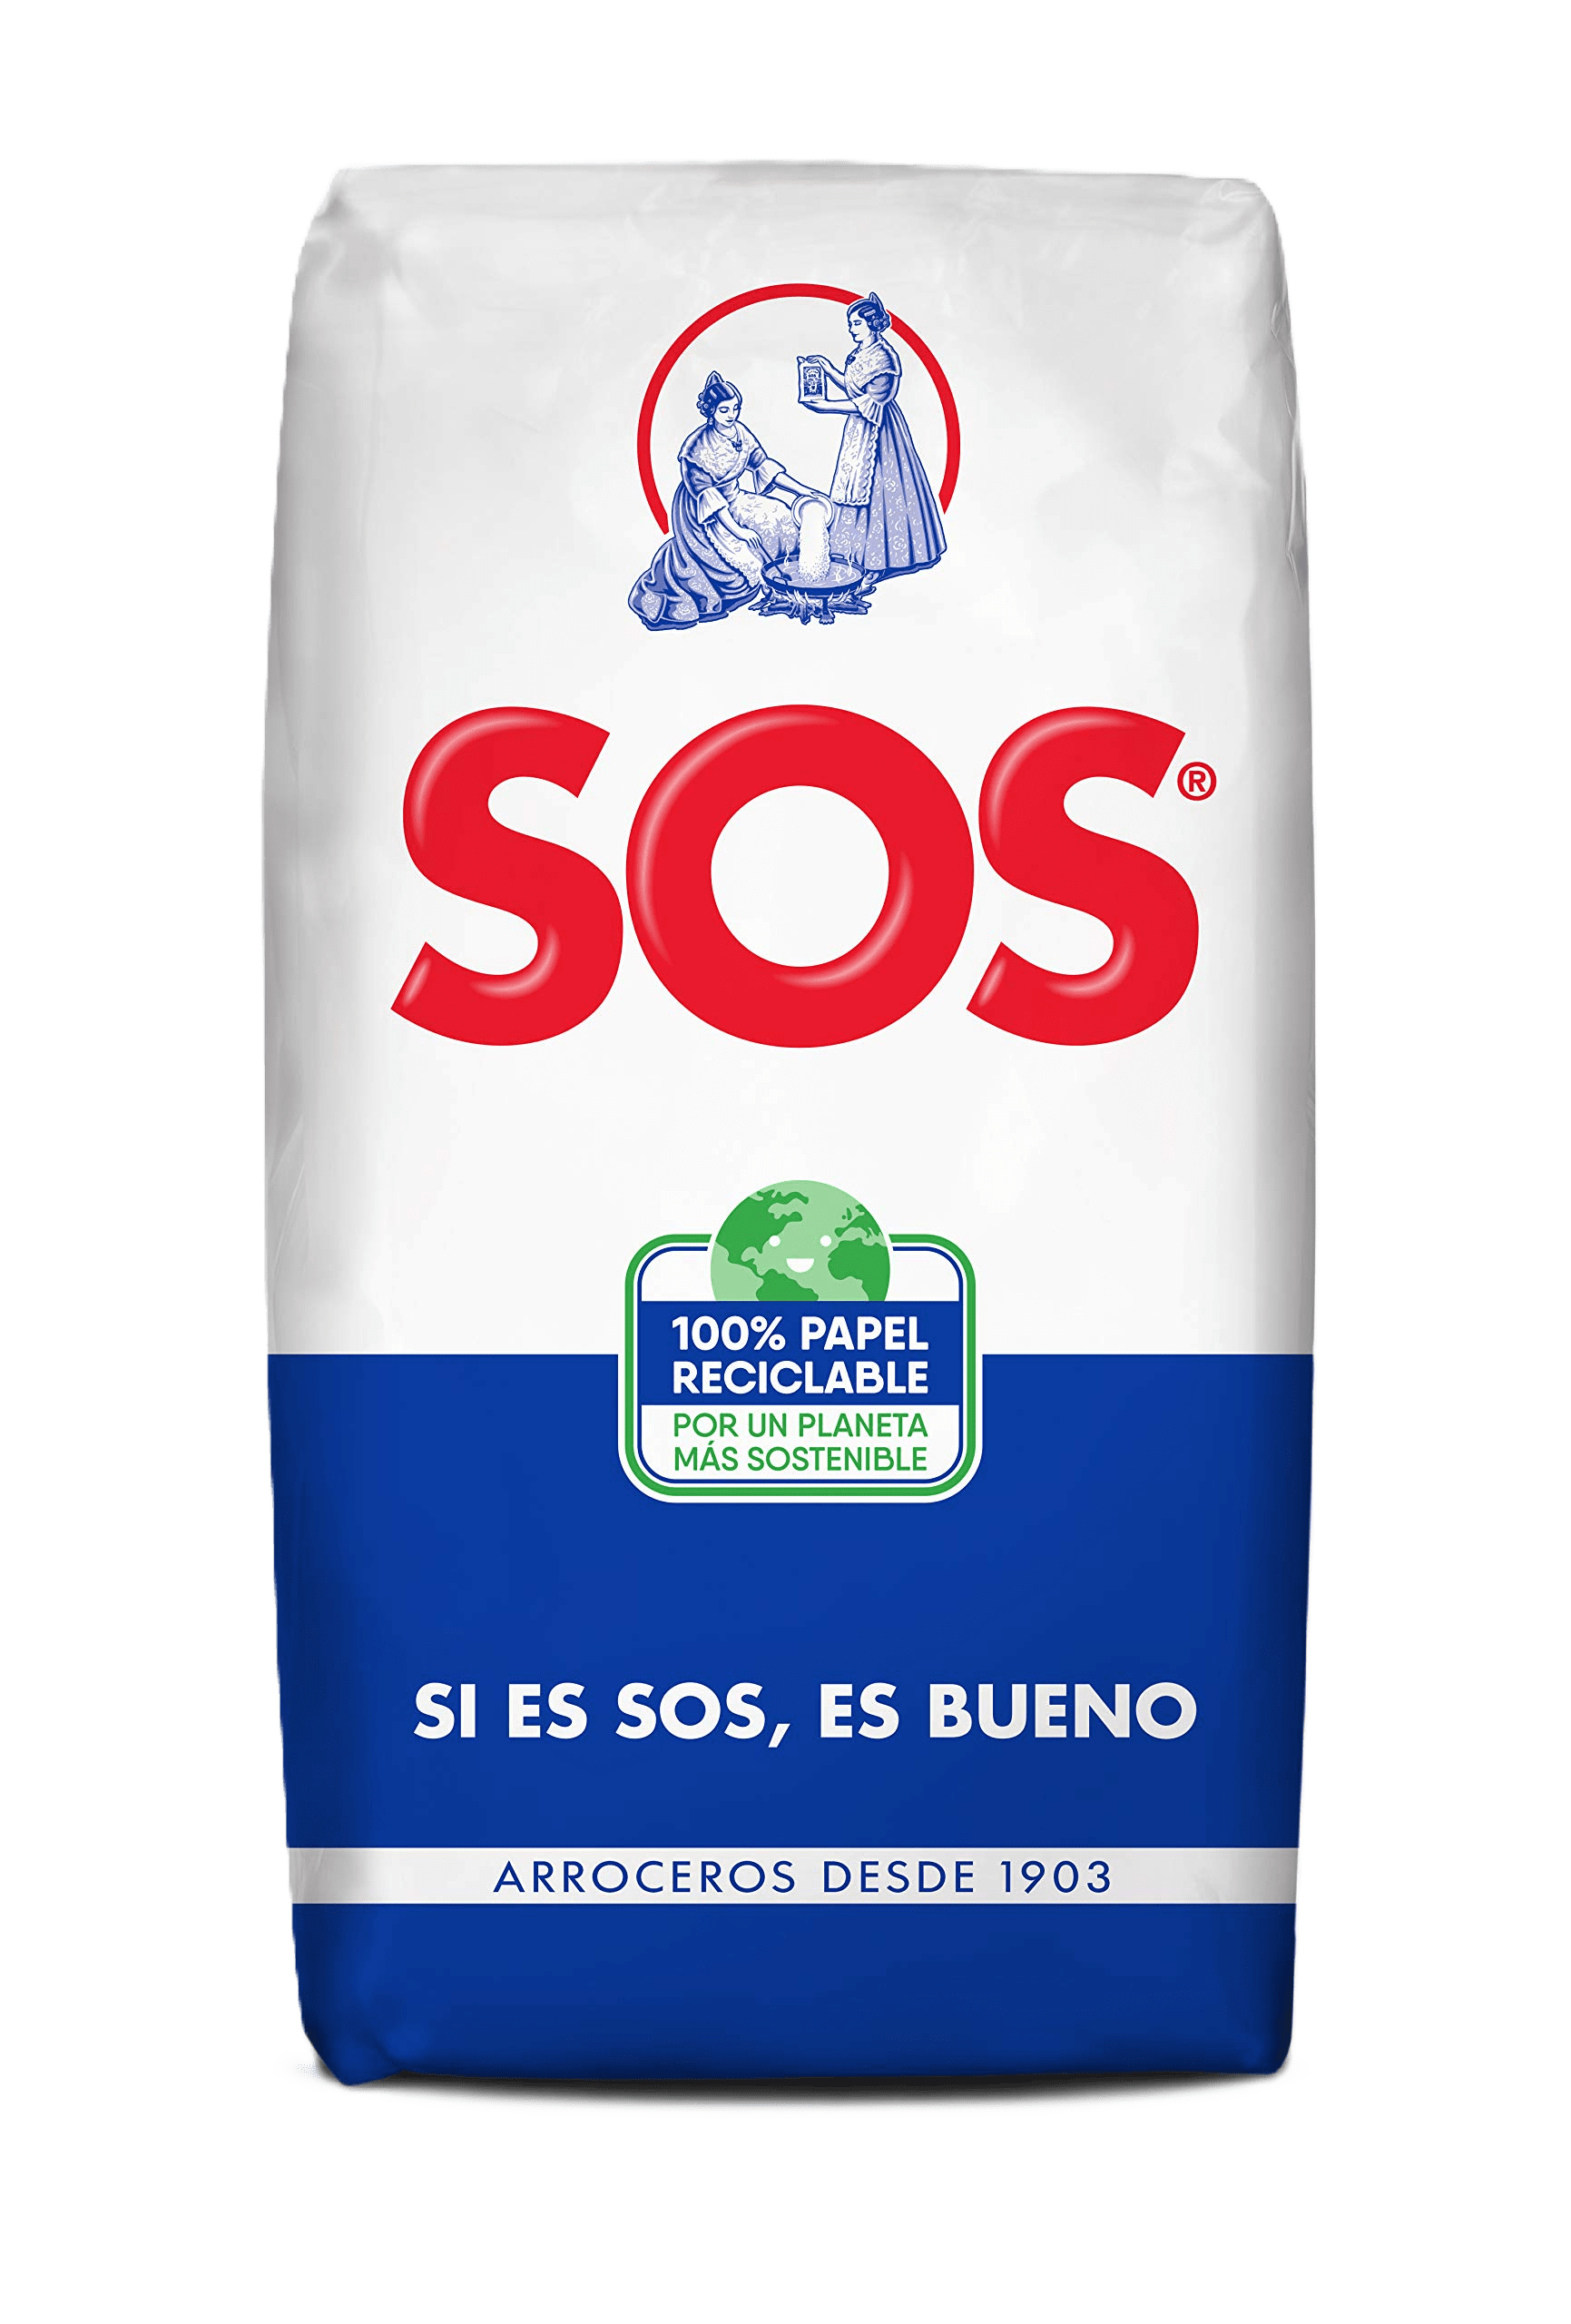 SOS®
100% PAPEL
RECICLABLE
POR UN PLANETA
MÁS SOSTENIBLE
SI ES SOS, ES BUENO
ARROCEROS DESDE 1903